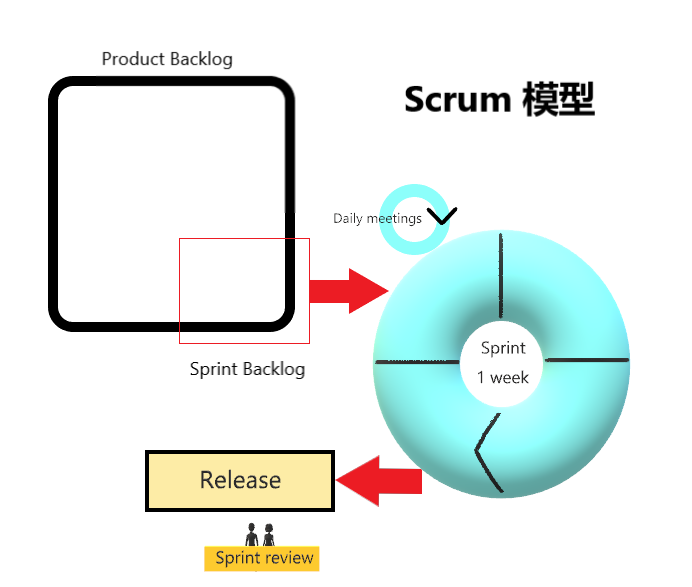 Product Backlog
Scrum 模型
Daily meetings
Sprint
1 week
Sprint Backlog
Release
Sprint review